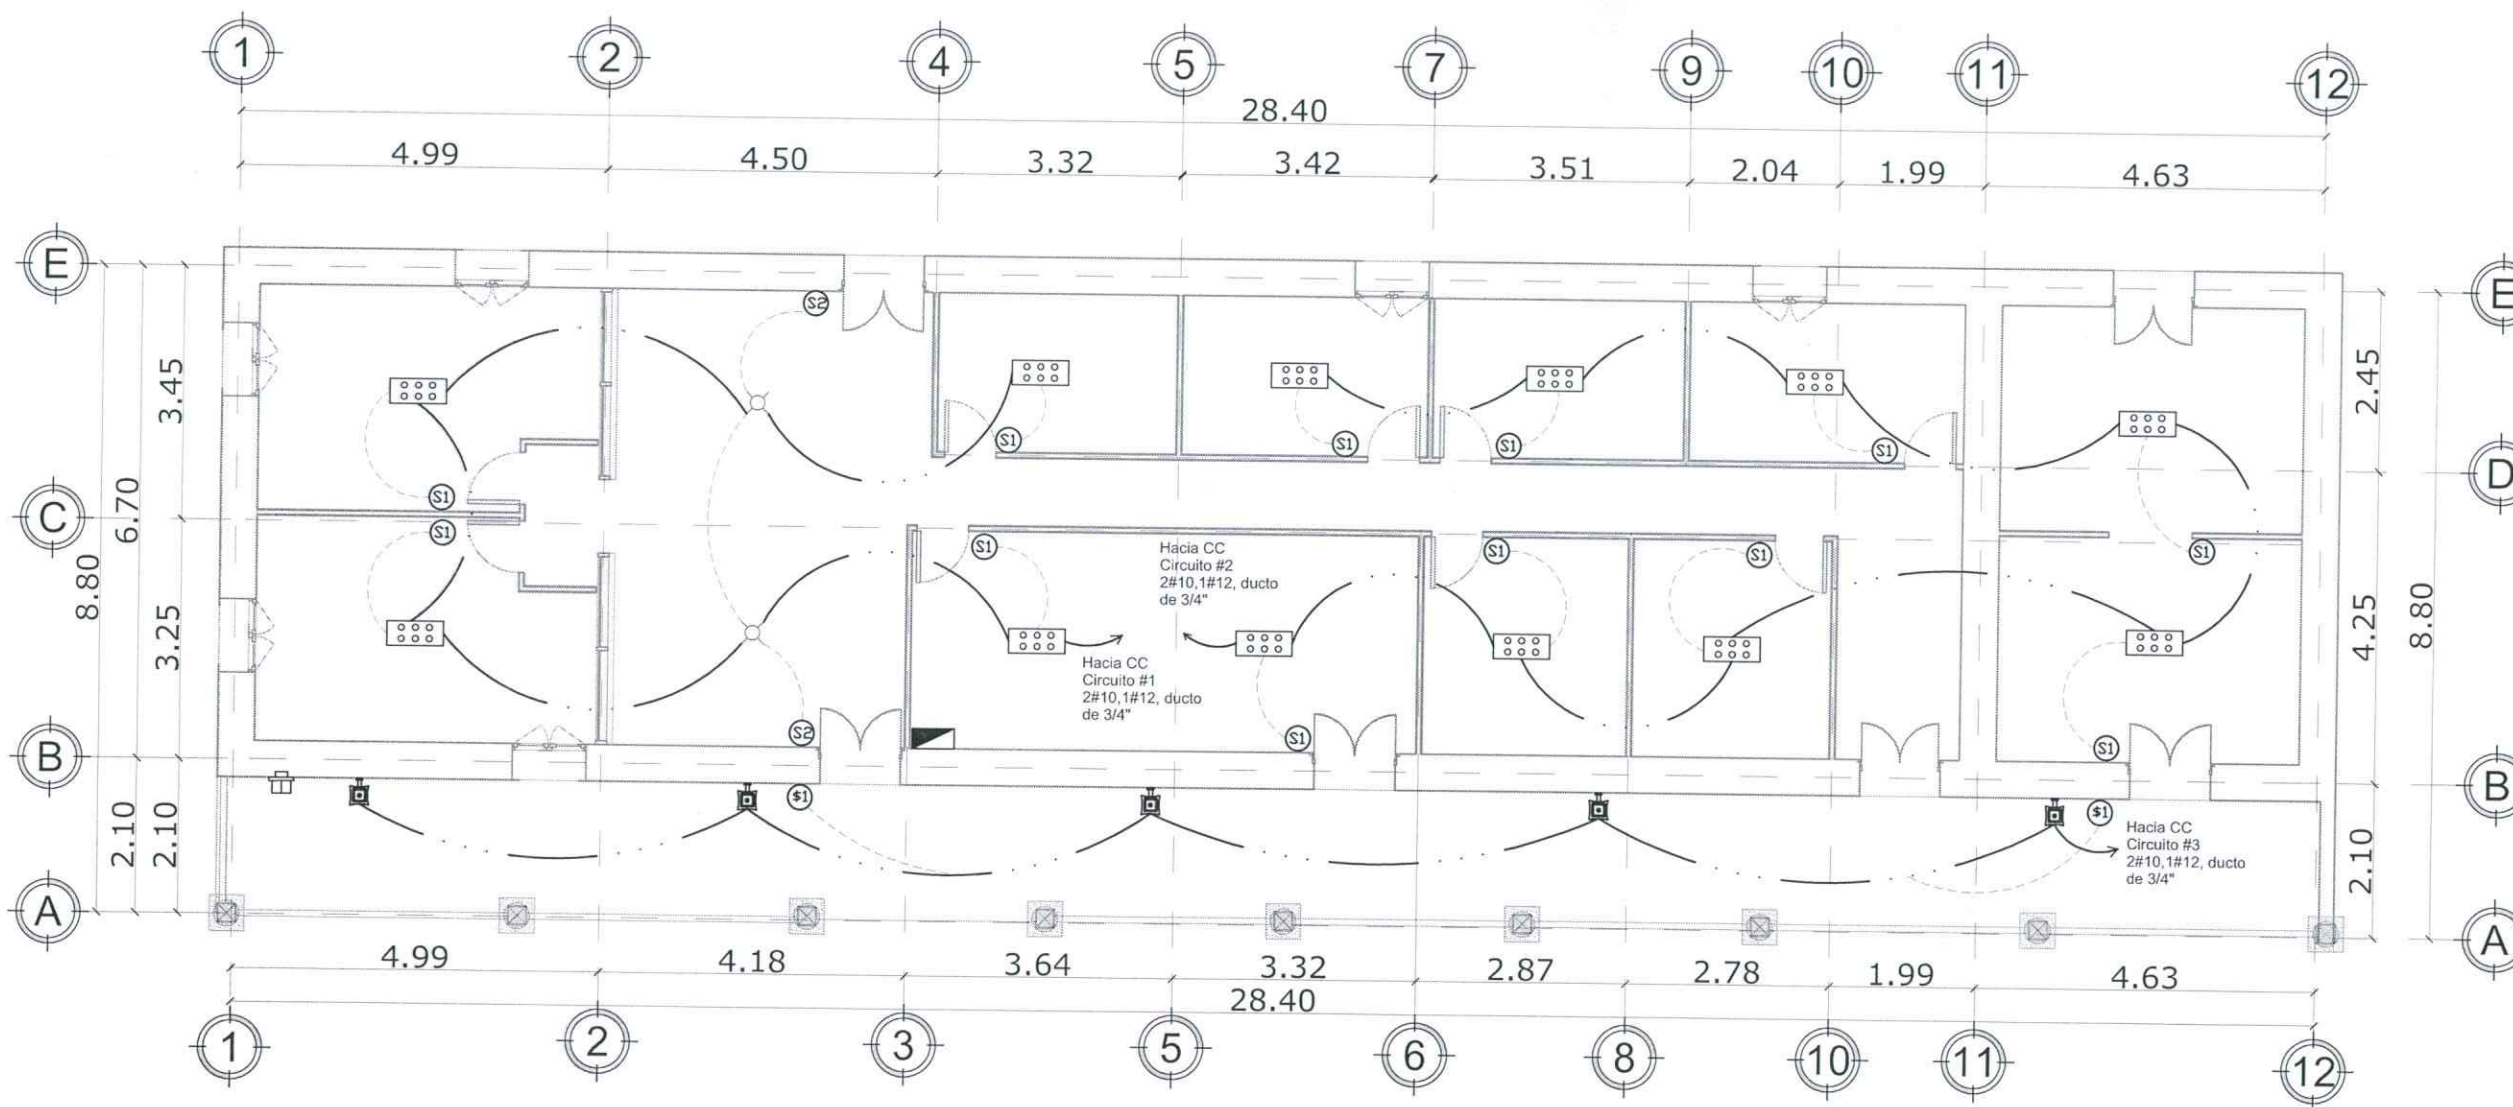 1 2 4 5 7 9 10 11 12
28.40
4.99 4.50 3.32 3.42 3.51 2.04 1.99 4.63
E E
S2
3.45 2.45
S1 S1 S1 S1 S1
C D
6.70
8.80 8.80
S1 S1 S1 S1 S1
Hacia CC
Circuito #2
2#10,1#12, ducto
de 3/4"
3.25 4.25
Hacia CC
Circuito #1
2#10,1#12, ducto
de 3/4"
S2 S1 S1
B B
$1 $1
2.10 2.10 2.10
Hacia CC
Circuito #3
2#10,1#12, ducto
de 3/4"
A A
4.99 4.18 3.64 3.32 2.87 2.78 1.99 4.63
28.40
1 2 3 5 6 8 10 11 12